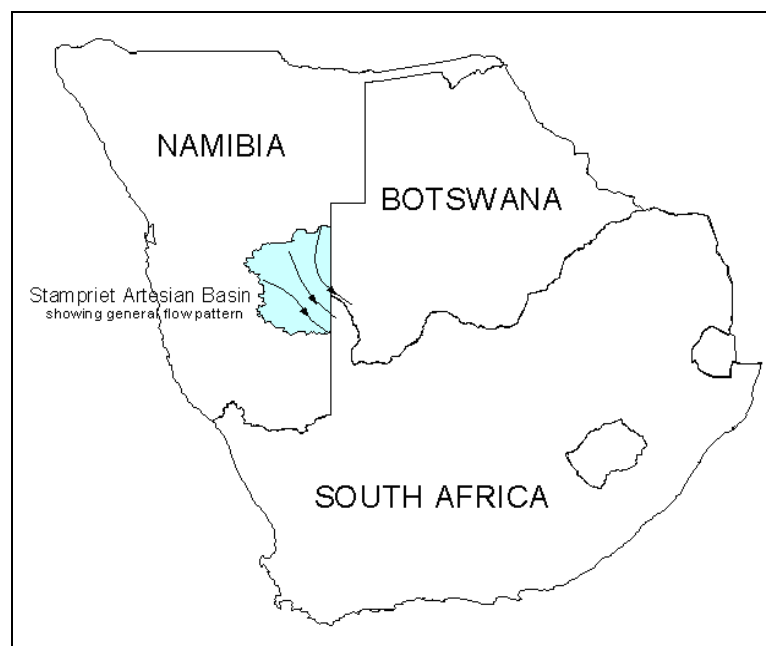 NAMIBIA
BOTSWANA
Stampriet Artesian Basin
showing general flow pattern
SOUTH AFRICA